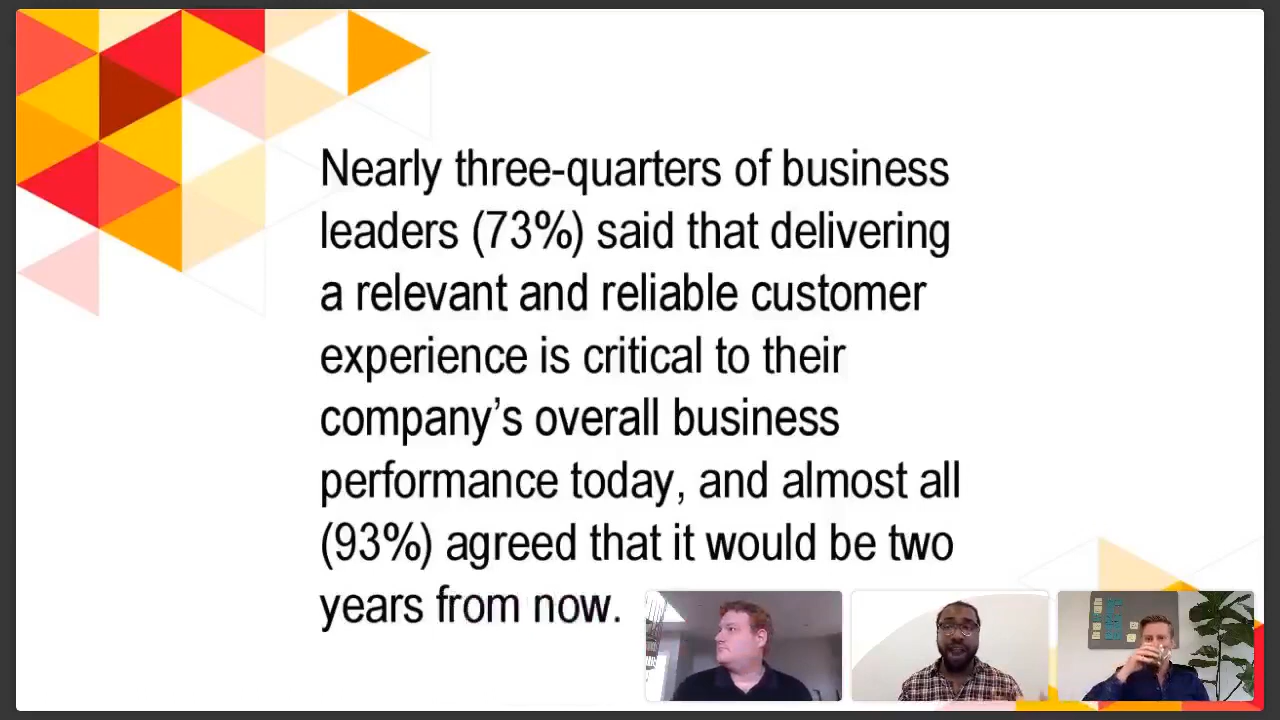 Nearly three-quarters of business
leaders (73%) said that delivering
a relevant and reliable customer
experience is critical to their
company’s overall business
performance today, and almost all
(93%) agreed that it would be two
years from now.